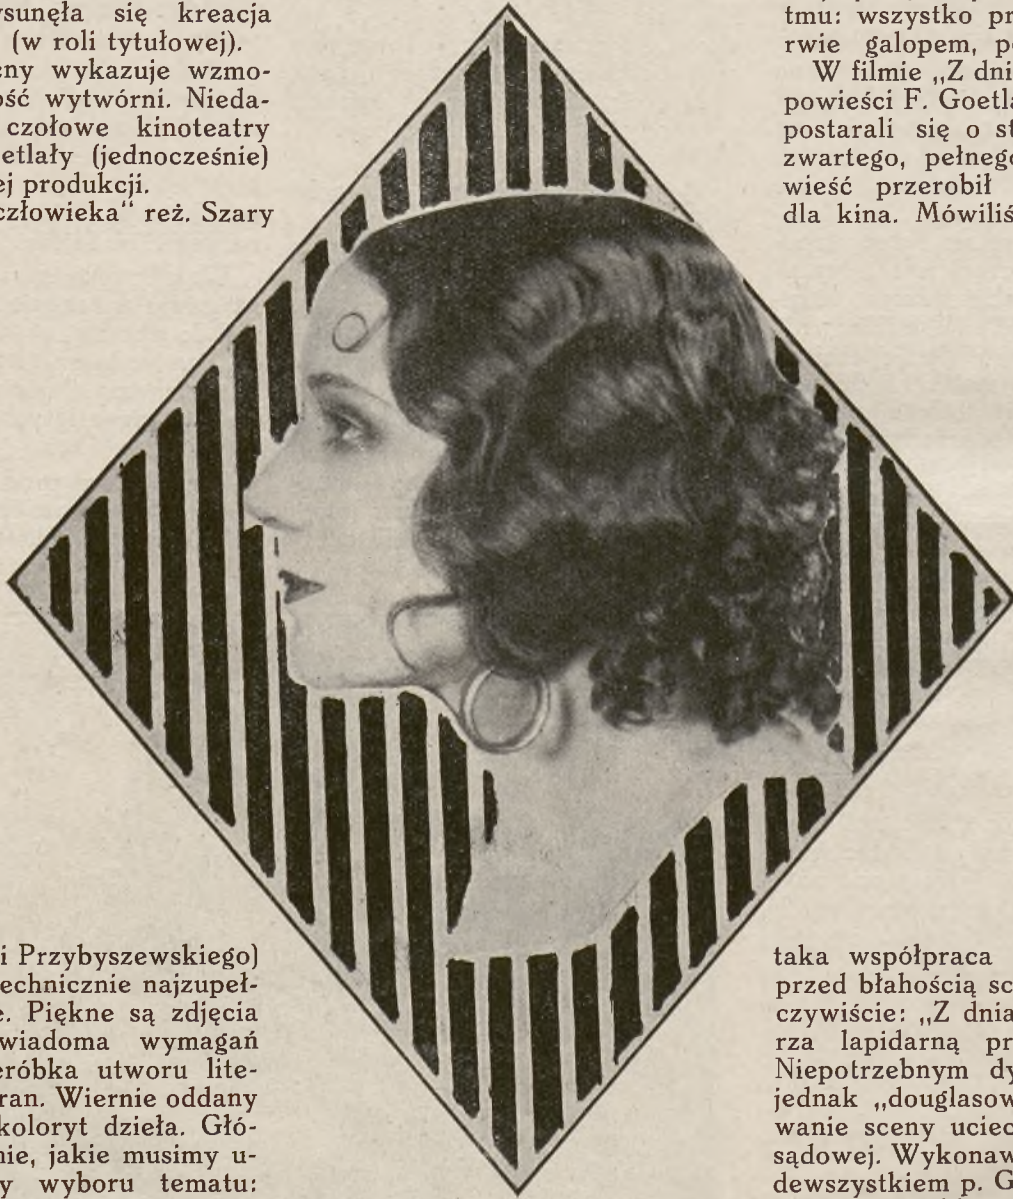 ysunęła się kreacja
(w roli tytułowej).
cny wykazuje wzmo-
ość wytwórni. Nieda-
czołowe kinoteatry
etlały (jednocześnie)
ej produkcji.
człowieka“ reż. Szary
i Przybyszewskiego)
echnicznie najzupeł-
e. Piękne są zdjęcia
wiadoma wymagań
eróbka utworu lite-
ran. Wiernie oddany
koloryt dzieła. Głó-
nie, jakie musimy u-
y wyboru tematu:
tmu: wszystko pr
rwie galopem, p
W filmie „Z dni
powieści F. Goetl
postarali się o st
zwartego, pełneg
wieść przerobił
dla kina. Mówiliś
taka współpraca
przed błahością sc
czywiście: „Z dnia
rza lapidarną pr
Niepotrzebnym dy
jednak „douglasow
wanie sceny uciec
sądowej. Wykonaw
dewszystkiem p. G